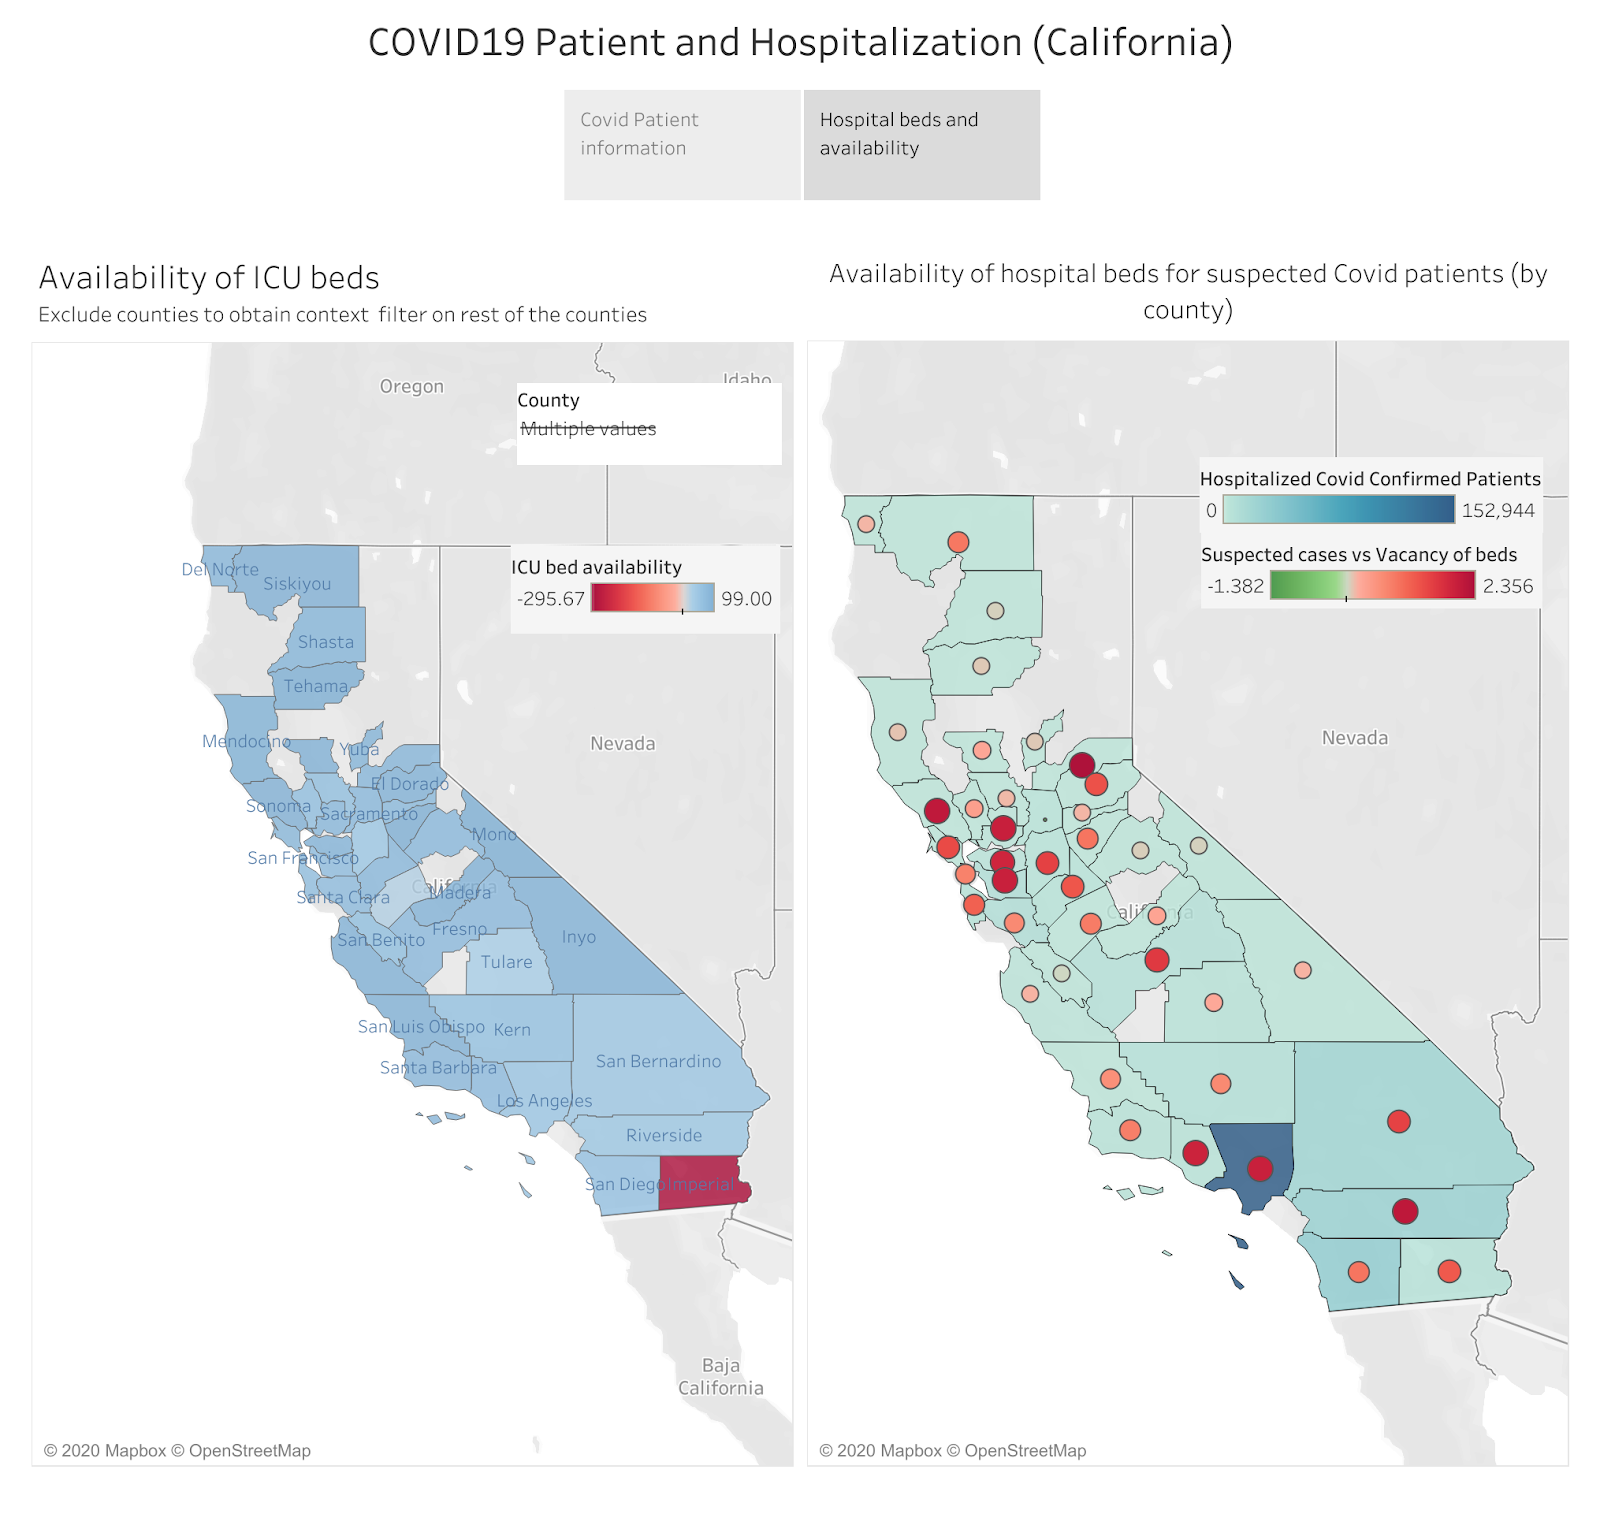 COVID19 Patient and Hospitalization (California)
Covid Patient
information
Hospital beds and
availability
Availability of ICU beds
Exclude counties to obtain context filter on rest of the counties
Oregon
Idaho
County
Multiple values
ICU bed availability
-295.67
99.00
Del Norte
Siskiyou
Shasta
Tehama
Mendocino
Yuba
Nevada
El Dorado
Sonoma
Sacramento
Mono
San Francisco
California
Madera
Santa Clara
Fresno
San Benito
Inyo
Tulare
San Luis Obispo
Kern
San Bernardino
Santa Barbara
Los Angeles
Riverside
San Diego
Imperial
Baja
California
© 2020 Mapbox © OpenStreetMap
Availability of hospital beds for suspected Covid patients (by
county)
Hospitalized Covid Confirmed Patients
0
152,944
Suspected cases vs Vacancy of beds
-1.382
2.356
Nevada
California
© 2020 Mapbox © OpenStreetMap